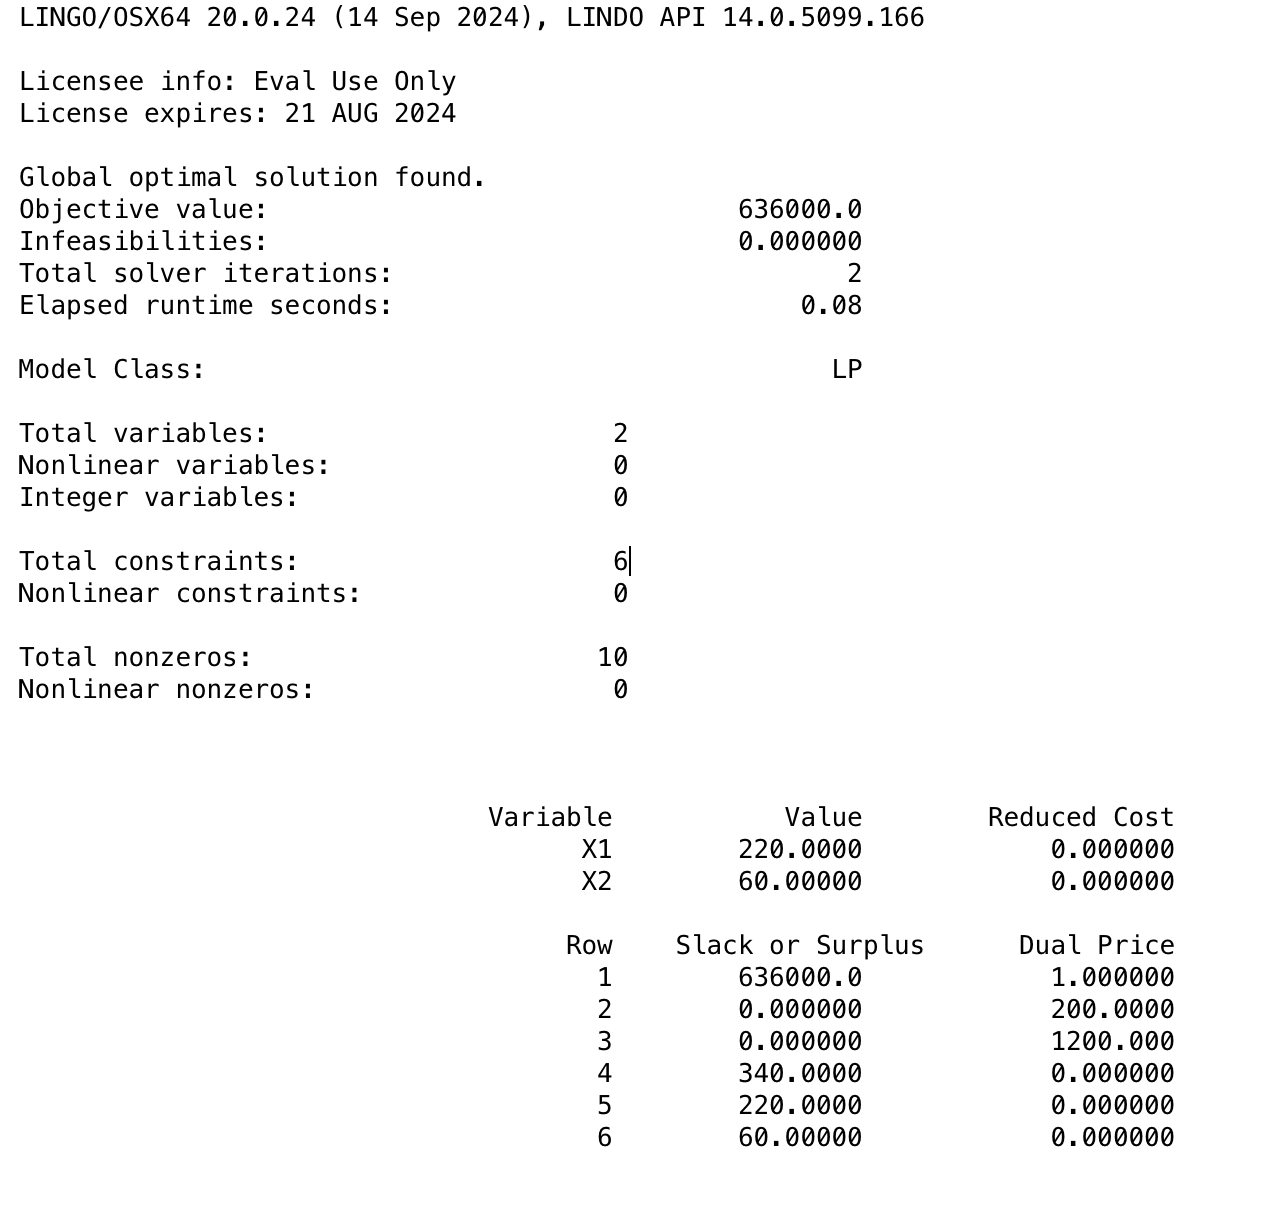 LINGO/OSX64 20.0.24 (14 Sep 2024), LINDO API 14.0.5099.166
Licensee info: Eval Use Only
License expires: 21 AUG 2024
Global optimal solution found.
Objective value: 636000.0
Infeasibilities: 0.000000
Total solver iterations: 2
Elapsed runtime seconds: 0.08
Model Class: LP
Total variables: 2
Nonlinear variables: 0
Integer variables: 0
Total constraints: 6
Nonlinear constraints: 0
Total nonzeros: 10
Nonlinear nonzeros: 0
Variable Value Reduced Cost
X1 220.0000 0.000000
X2 60.00000 0.000000
Row Slack or Surplus Dual Price
1 636000.0 1.000000
2 0.000000 200.0000
3 0.000000 1200.000
4 340.0000 0.000000
5 220.0000 0.000000
6 60.00000 0.000000